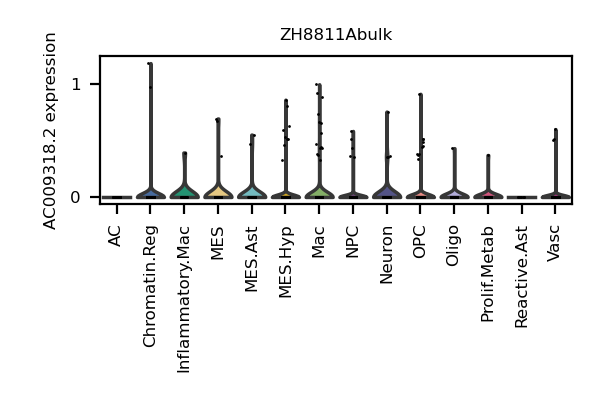 ZH8811Abulk
AC009318.2 expression
1
0
AC
Chromatin.Reg
Inflammatory.Mac
MES
MES.Ast
MES.Hyp
Mac
NPC
Neuron
OPC
Oligo
Prolif.Metab
Reactive.Ast
Vasc